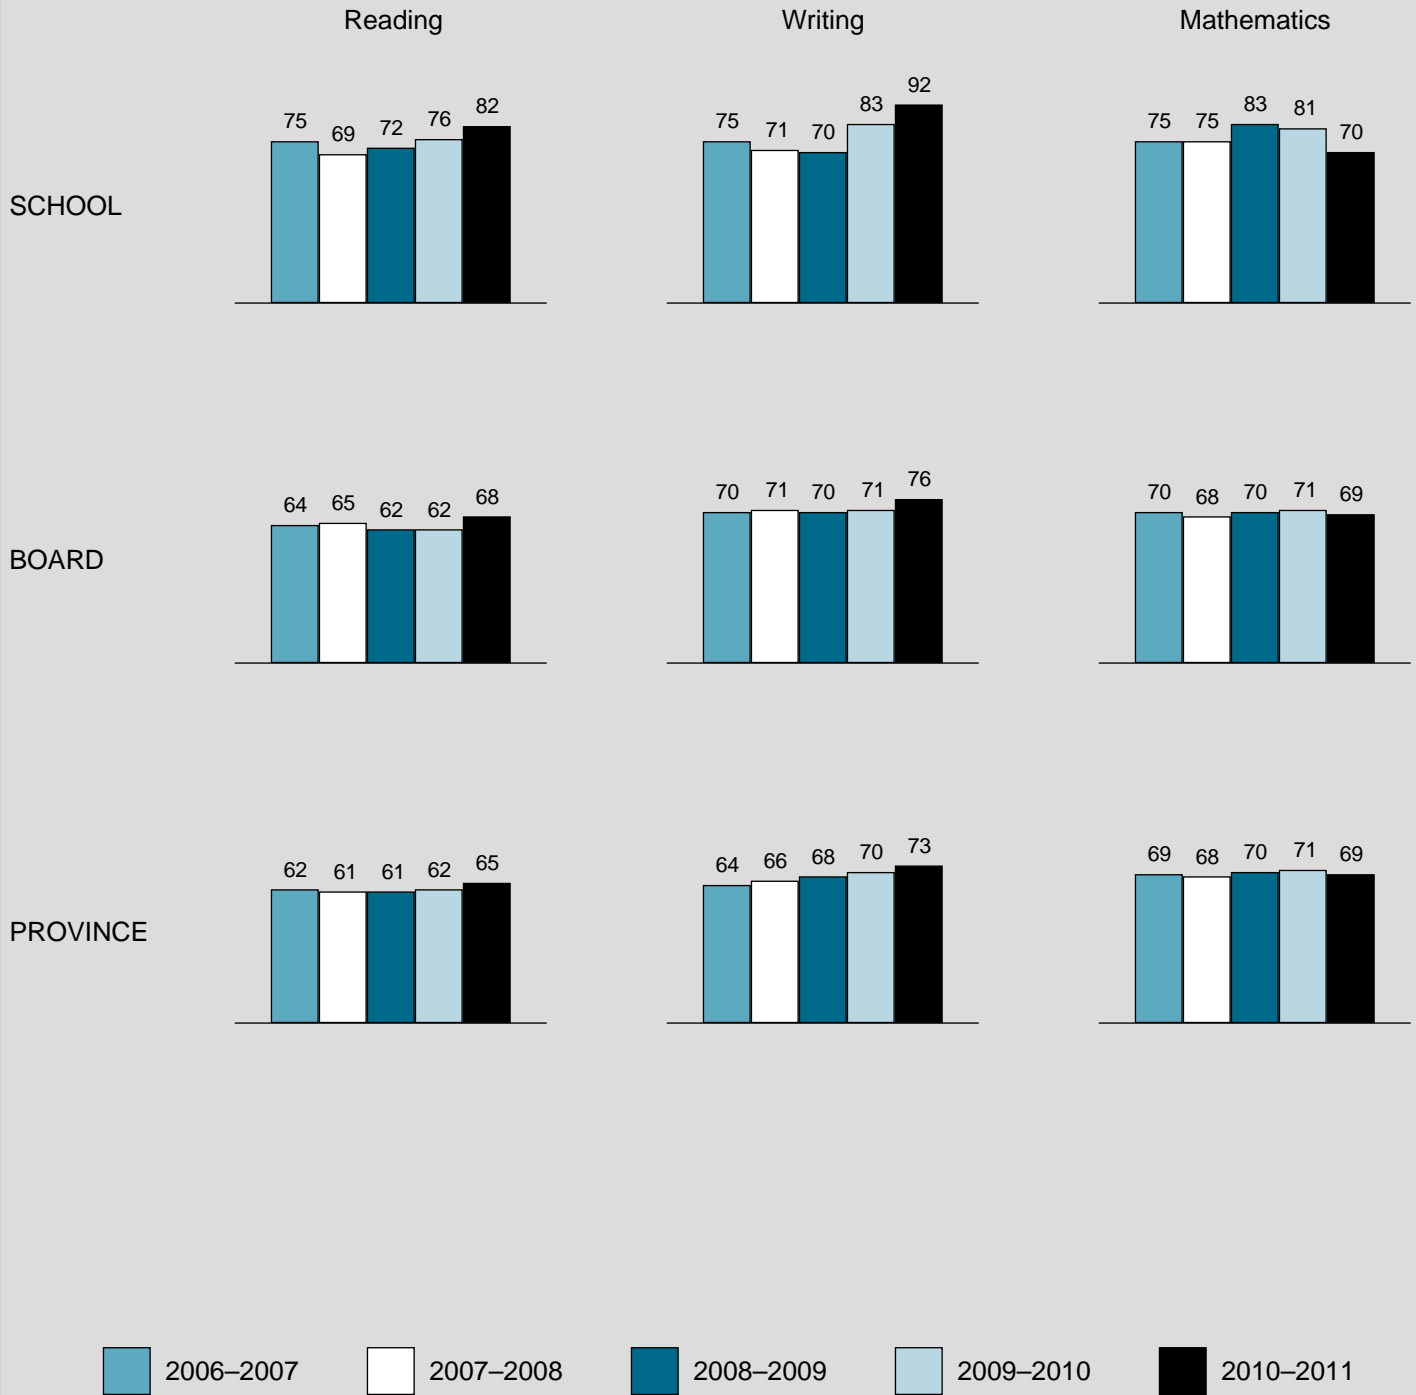 Reading Writing Mathematics
SCHOOL
75 69 72 76 82
75 71 70 83 92
75 75 83 81 70
BOARD
64 65 62 62 68
70 71 70 71 76
70 68 70 71 69
PROVINCE
62 61 61 62 65
64 66 68 70 73
69 68 70 71 69
2006–2007 2007–2008 2008–2009 2009–2010 2010–2011